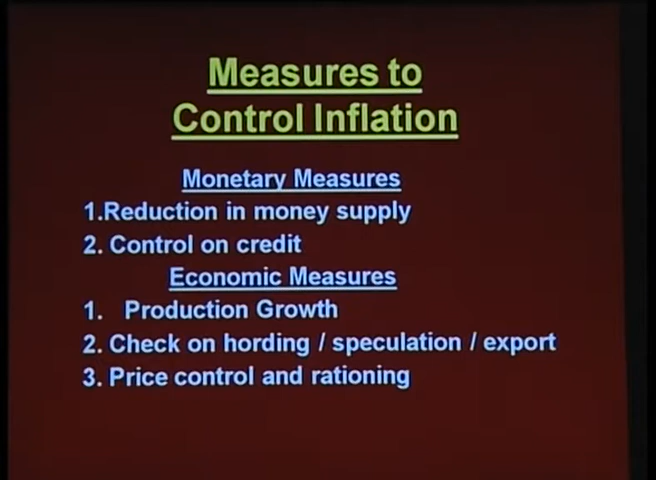 Measures to
Control Inflation
Monetary Measures
1.Reduction in money supply
2. Control on credit
Economic Measures
1. Production Growth
2. Check on hording / speculation / export
3. Price control and rationing